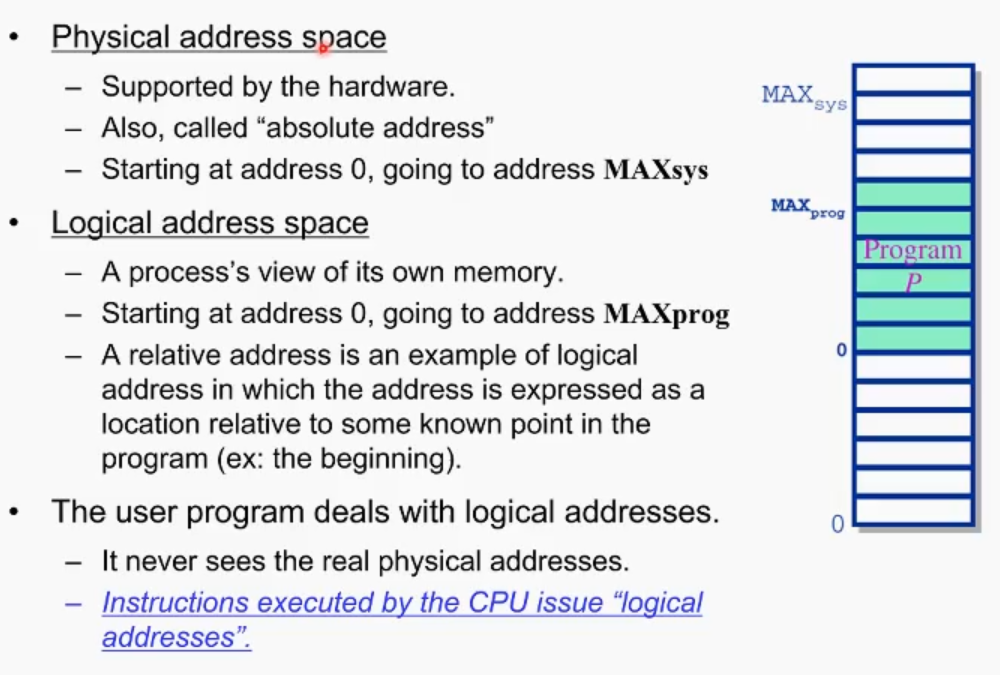 • Physical address space
– Supported by the hardware.
– Also, called “absolute address”
– Starting at address 0, going to address MAXsys
• Logical address space
– A process’s view of its own memory.
– Starting at address 0, going to address MAXprog
– A relative address is an example of logical
address in which the address is expressed as a
location relative to some known point in the
program (ex: the beginning).
• The user program deals with logical addresses.
– It never sees the real physical addresses.
– Instructions executed by the CPU issue “logical
addresses”.
MAXsys
MAXprog
Program
P
0
0